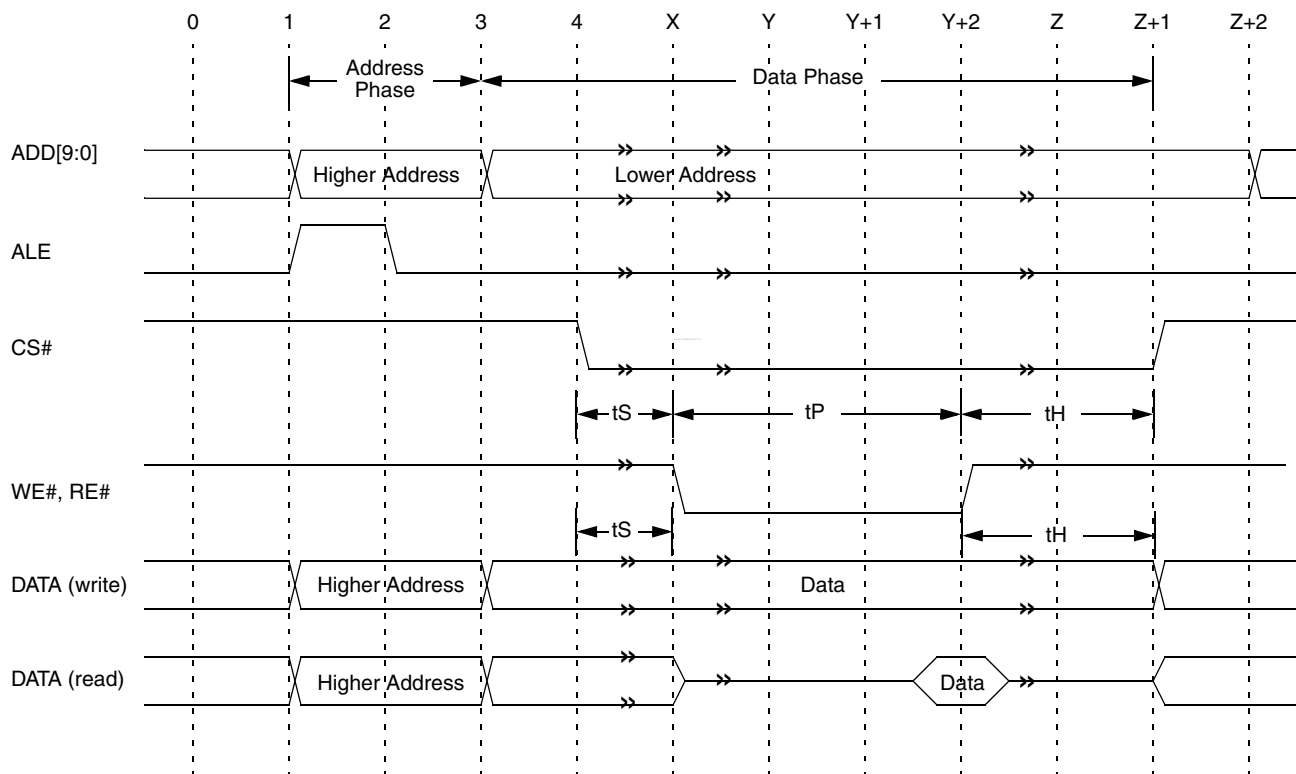 0 1 2 3 4 X Y Y+1 Y+2 Z Z+1 Z+2
Address
Phase
Data Phase
ADD[9:0]
Higher Address
Lower Address
ALE
CS#
tS
tP
tH
WE#, RE#
tS
tH
DATA (write)
Higher Address
Data
DATA (read)
Higher Address
Data